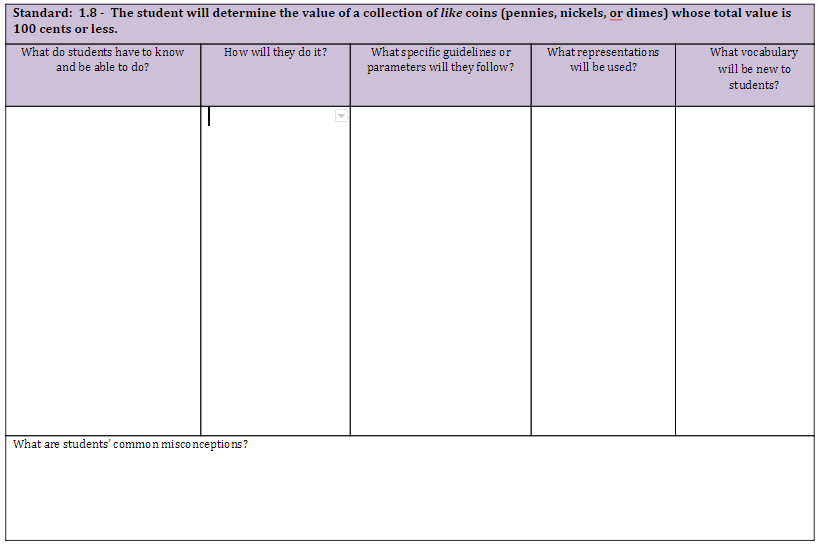 Standard: 1.8 - The student will determine the value of a collection of like coins (pennies, nickels, or dimes) whose total value is
100 cents or less.
What do students have to know
and be able to do?
How will they do it?
What specific guidelines or
parameters will they follow?
What representations
will be used?
What vocabulary
will be new to
students?
What are students' common misconceptions?